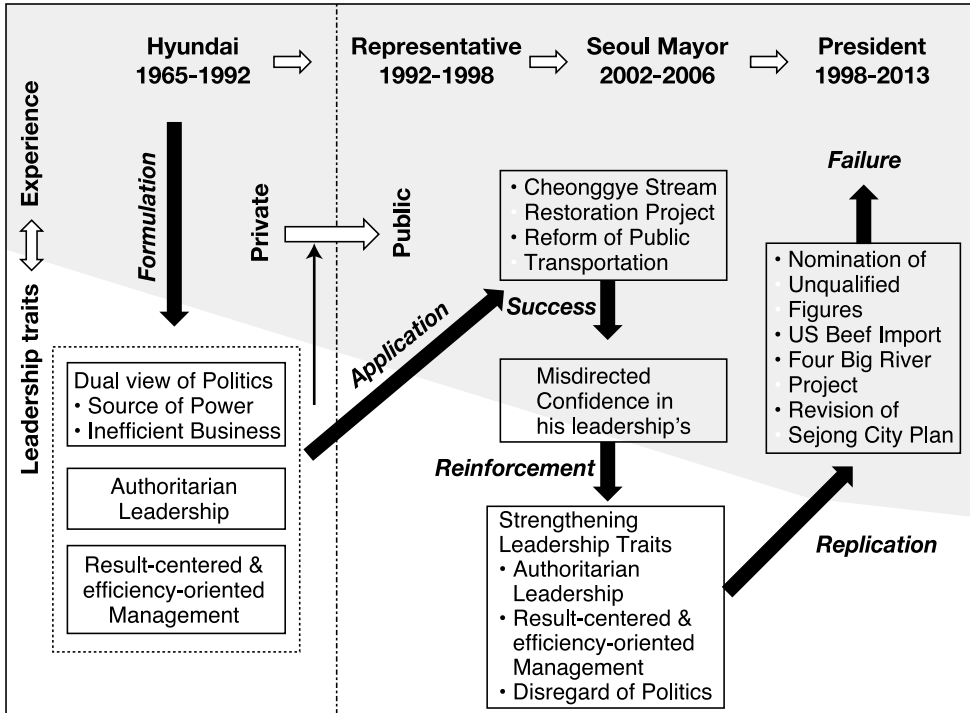 Hyundai
1965-1992
Representative
1992-1998
Seoul Mayor
2002-2006
President
1998-2013
Experience
Leadership traits
Formulation
Private
Public
Dual view of Politics
• Source of Power
• Inefficient Business
Authoritarian
Leadership
Result-centered &
efficiency-oriented
Management
Application
• Cheonggye Stream
Restoration Project
• Reform of Public
Transportation
Success
Misdirected
Confidence in
his leadership's
Reinforcement
Strengthening
Leadership Traits
• Authoritarian
Leadership
• Result-centered &
efficiency-oriented
Management
• Disregard of Politics
Replication
• Nomination of
Unqualified
Figures
• US Beef Import
• Four Big River
Project
• Revision of
Sejong City Plan
Failure